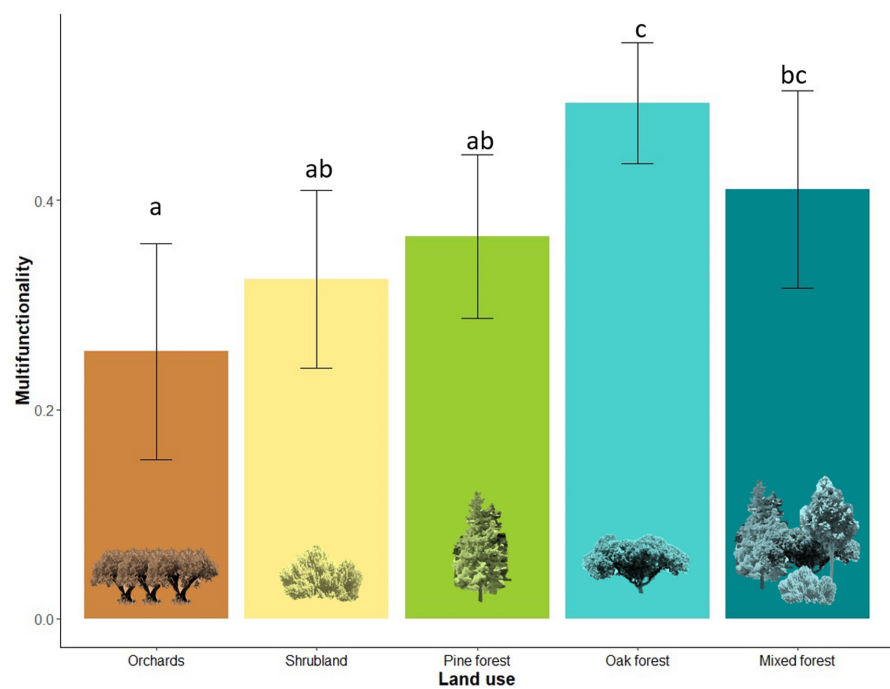 c
bc
ab
ab
a
0.4
0.2
0.0
Multifunctionality
Orchards
Shrubland
Pine forest
Oak forest
Mixed forest
Land use